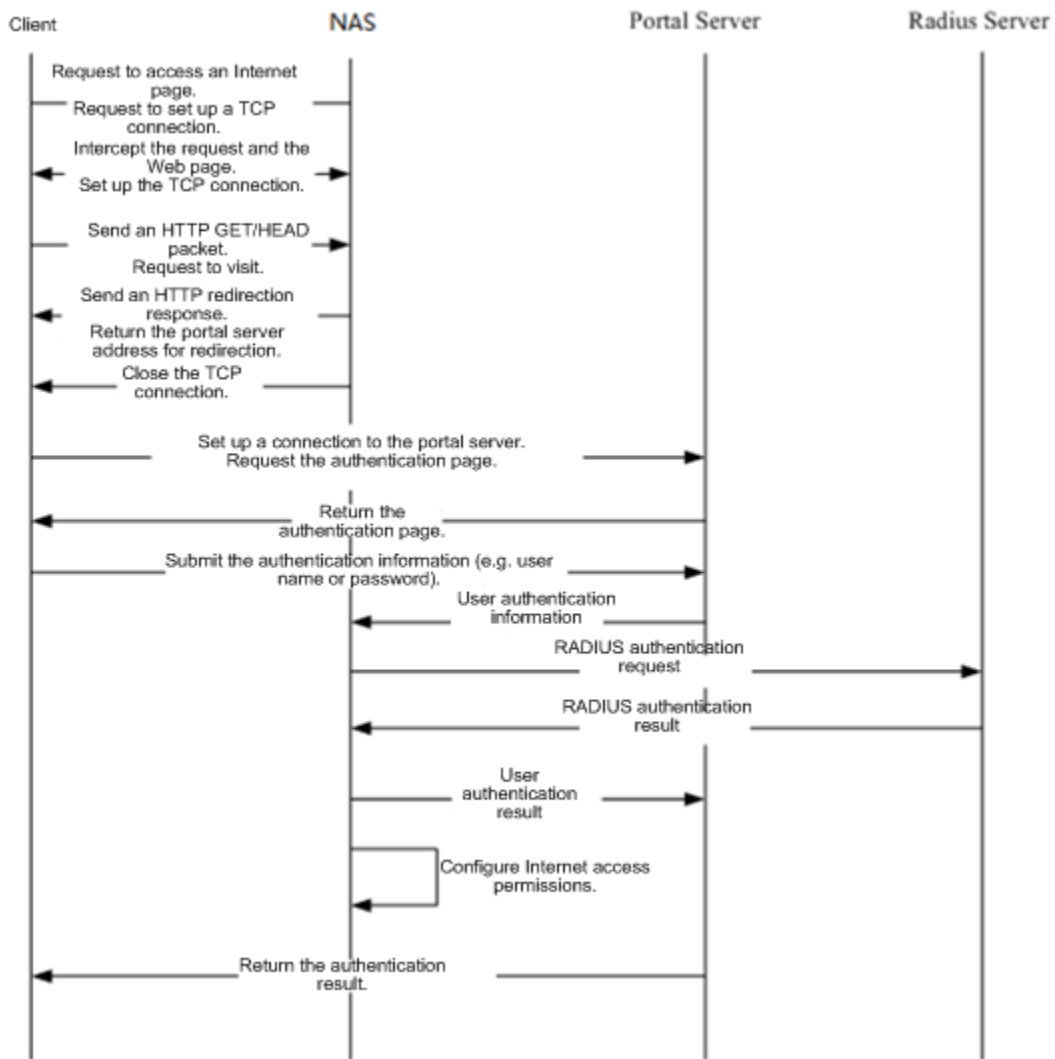 Client
NAS
Portal Server
Radius Server
Request to access an Internet
page.
Request to set up a TCP
connection.
Intercept the request and the
Web page.
Set up the TCP connection.
Send an HTTP GET/HEAD
packet.
Request to visit.
Send an HTTP redirection
response.
Return the portal server
address for redirection.
Close the TCP
connection.
Set up a connection to the portal server.
Request the authentication page.
Return the
authentication page.
Submit the authentication information (e.g. user
name or password).
User authentication
information
RADIUS authentication
request
RADIUS authentication
result
User
authentication
result
Configure Internet access
permissions.
Return the authentication
result.